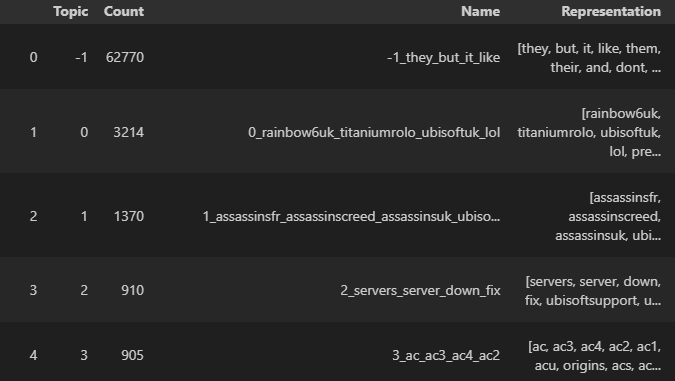 Topic Count Name Representation
0 -1 62770 -1_they_but_it_like [they, but, it, like, them,
their, and, dont, ...
1 0 3214 0_rainbow6uk_titaniumrolo_ubisoftuk_lol [rainbow6uk,
titaniumrolo, ubisoftuk,
lol, pre...
2 1 1370 1_assassinsfr_assassinscreed_assassinsuk_ubiso... [assassinsfr,
assassinscreed,
assassinsuk, ubi...
3 2 910 2_servers_server_down_fix [servers, server, down,
fix, ubisoftsupport, u...
4 3 905 3_ac_ac3_ac4_ac2 [ac, ac3, ac4, ac2, ac1,
acu, origins, acs, ac...